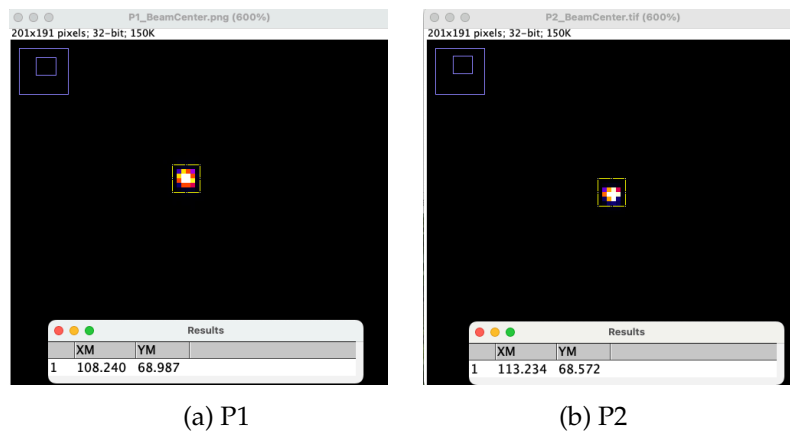 P1_BeamCenter.png (600%)
201x191 pixels; 32-bit; 150K
Results
XM YM
1 108.240 68.987
(a) P1
P2_BeamCenter.tif (600%)
201x191 pixels; 32-bit; 150K
Results
XM YM
1 113.234 68.572
(b) P2